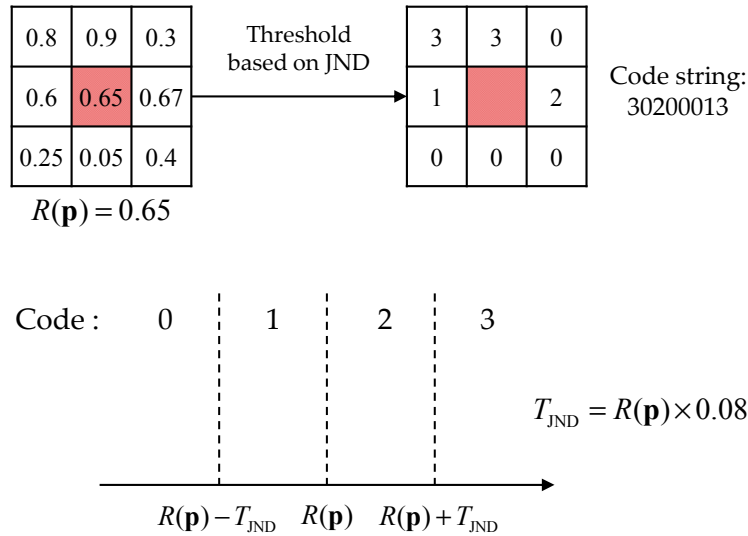 0.8 0.9 0.3
0.6 0.65 0.67
0.25 0.05 0.4
R(p) = 0.65
Threshold
based on JND
3 3 0
1 2
0 0 0
Code string:
30200013
Code : 0 1 2 3
T_JND = R(p) × 0.08
R(p) − T_JND R(p) R(p) + T_JND